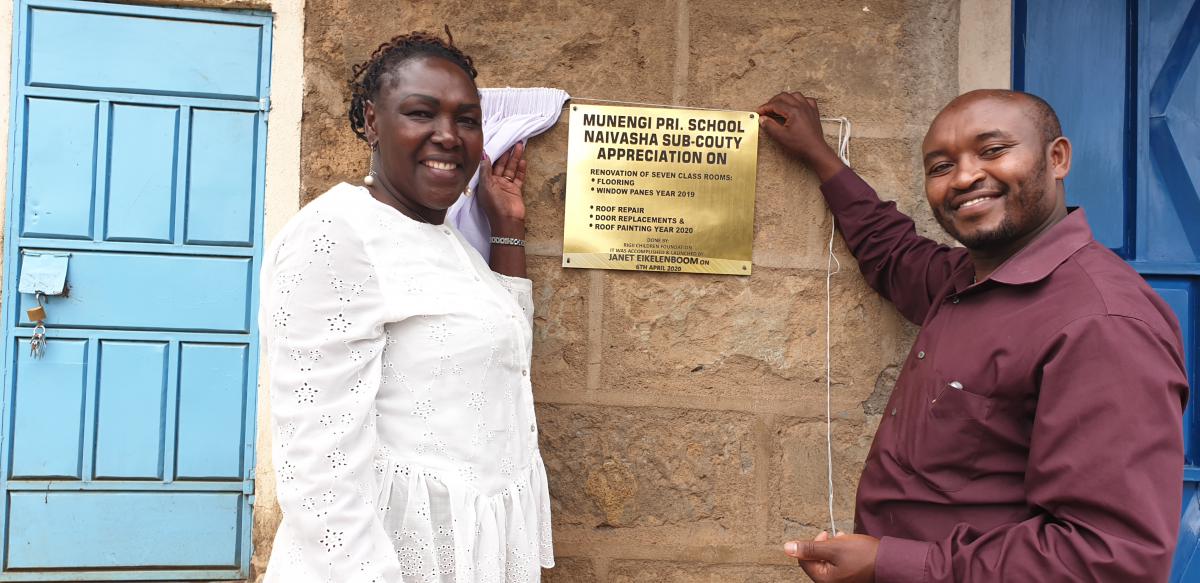 MUNENGI PRI. SCHOOL
NAIVASHA SUB-COUTY
APPRECIATION ON
RENOVATION OF SEVEN CLASS ROOMS:
• FLOORING
• WINDOW PANES YEAR 2019
• ROOF REPAIR
• DOOR REPLACEMENTS &
• ROOF PAINTING YEAR 2020
DONE BY:
RIGII CHILDREN FOUNDATION
IT WAS ACCOMPLISHED & LAUNCHED BY
JANET EIKELENBOOM ON
6TH APRIL 2020